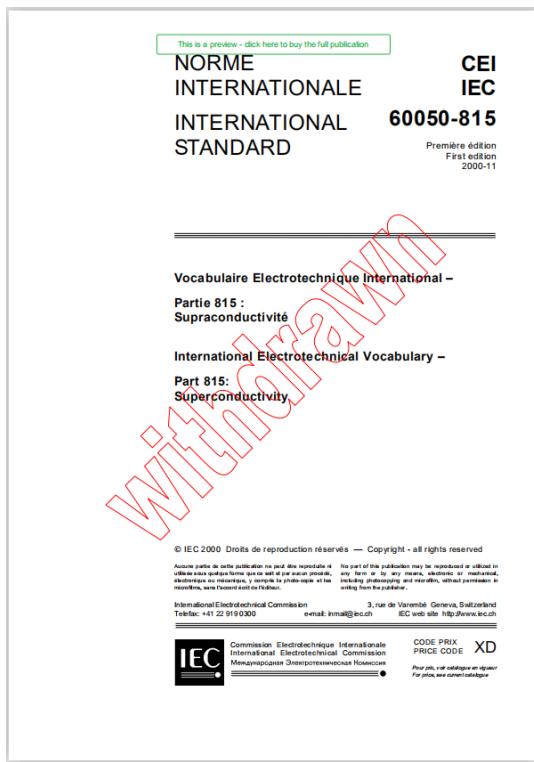 This is a preview - click here to buy the full publication
NORME
INTERNATIONALE
CEI
IEC
INTERNATIONAL
STANDARD
60050-815
Première édition
First edition
2000-11
Vocabulaire Electrotechnique International –
Partie 815 :
Supraconductivité
International Electrotechnical Vocabulary –
Part 815:
Superconductivity
withdrawn
© IEC 2000 Droits de reproduction réservés — Copyright - all rights reserved
Aucune partie de cette publication ne peut être reproduite ni
utilisée sous quelque forme que ce soit et par aucun procédé,
électronique ou mécanique, y compris la photo-copie et les
microfilms, sans l'accord écrit de l'éditeur.
No part of this publication may be reproduced or utilized in
any form or by any means, electronic or mechanical,
including photocopying and microfilm, without permission in
writing from the publisher.
International Electrotechnical Commission 3, rue de Varembé Geneva, Switzerland
Telefax: +41 22 919 0300 e-mail: inmail@iec.ch IEC web site http://www.iec.ch
IEC
Commission Electrotechnique Internationale
International Electrotechnical Commission
Международная Электротехническая Комиссия
CODE PRIX
PRICE CODE XD
Pour prix, voir catalogue en vigueur
For price, see current catalogue